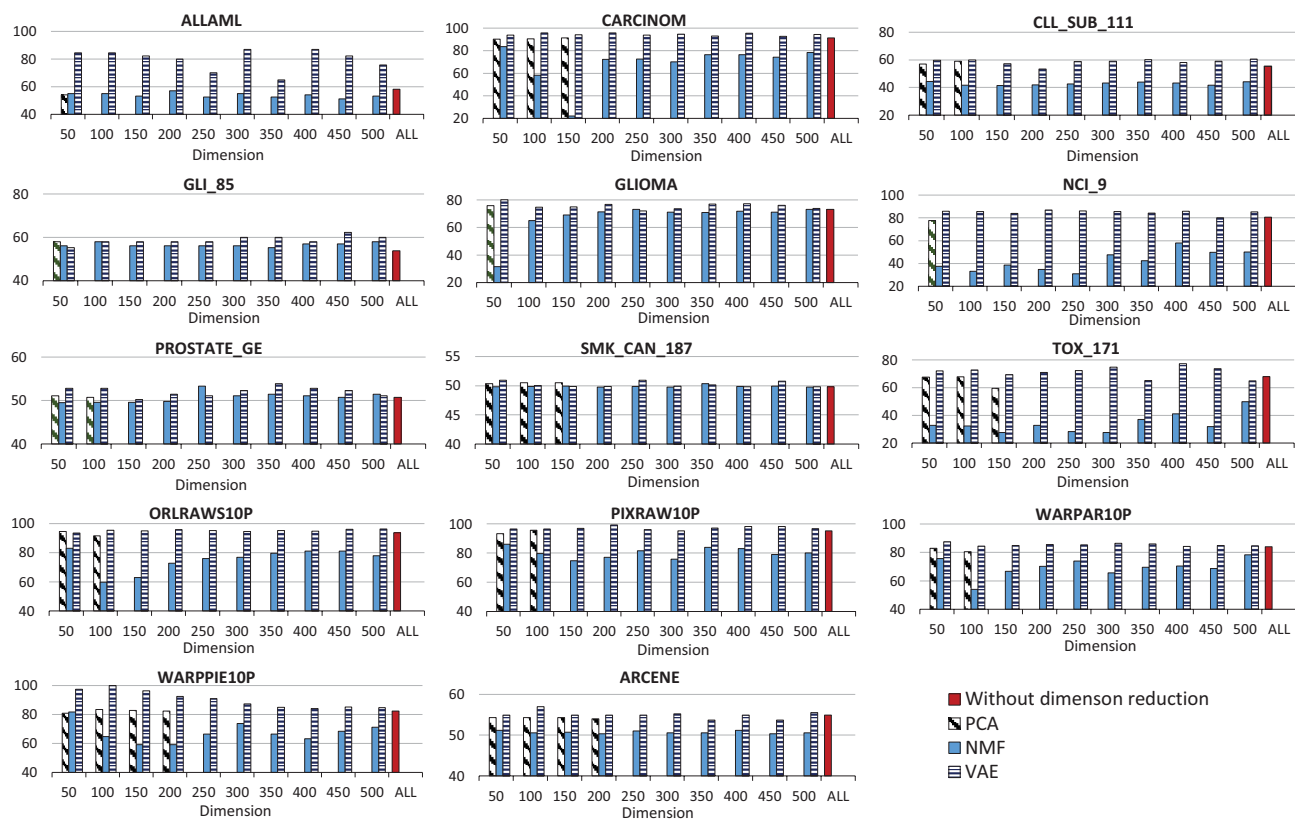 ALLAML
100
80
60
40
50 100 150 200 250 300 350 400 450 500 ALL
Dimension
CARCINOM
100
80
60
40
20
50 100 150 200 250 300 350 400 450 500 ALL
Dimension
CLL_SUB_111
80
60
40
20
50 100 150 200 250 300 350 400 450 500 ALL
Dimension
GLI_85
80
60
40
50 100 150 200 250 300 350 400 450 500 ALL
Dimension
GLIOMA
80
60
40
20
50 100 150 200 250 300 350 400 450 500 ALL
Dimension
NCI_9
100
80
60
40
20
50 100 150 200 250 300 350 400 450 500 ALL
Dimension
PROSTATE_GE
60
50
40
50 100 150 200 250 300 350 400 450 500 ALL
Dimension
SMK_CAN_187
55
50
45
40
50 100 150 200 250 300 350 400 450 500 ALL
Dimension
TOX_171
80
60
40
20
50 100 150 200 250 300 350 400 450 500 ALL
Dimension
ORLRAWS10P
100
80
60
40
50 100 150 200 250 300 350 400 450 500 ALL
Dimension
PIXRAW10P
100
80
60
40
50 100 150 200 250 300 350 400 450 500 ALL
Dimension
WARPAR10P
100
80
60
40
50 100 150 200 250 300 350 400 450 500 ALL
Dimension
WARPPIE10P
100
80
60
40
50 100 150 200 250 300 350 400 450 500 ALL
Dimension
ARCENE
60
50
40
50 100 150 200 250 300 350 400 450 500 ALL
Dimension
Without dimenson reduction
PCA
NMF
VAE